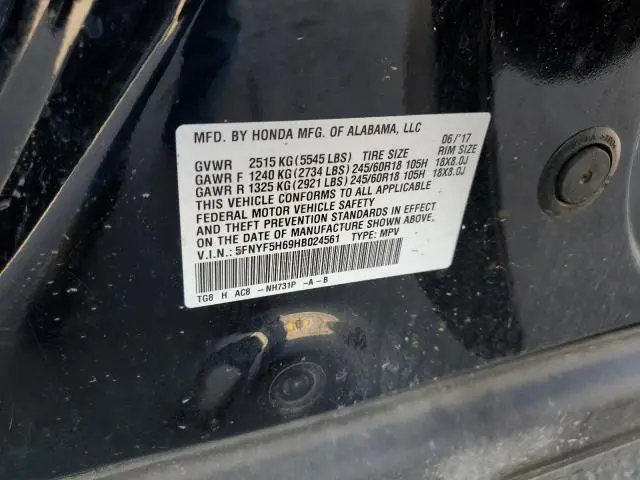 MFD. BY HONDA MFG. OF ALABAMA, LLC 06/'17
GVWR 2515 KG(5545 LBS) TIRE SIZE RIM SIZE
GAWR F 1240 KG(2734 LBS) 245/60R18 105H 18X8.0J
GAWR R 1325 KG(2921 LBS) 245/60R18 105H 18X8.0J
THIS VEHICLE CONFORMS TO ALL APPLICABLE
FEDERAL MOTOR VEHICLE SAFETY
AND THEFT PREVENTION STANDARDS IN EFFECT
ON THE DATE OF MANUFACTURE SHOWN ABOVE.
V.I.N.: 5FNYF5H69HB024561 TYPE: MPV
TG8 H AC8 -NH731P -A-B